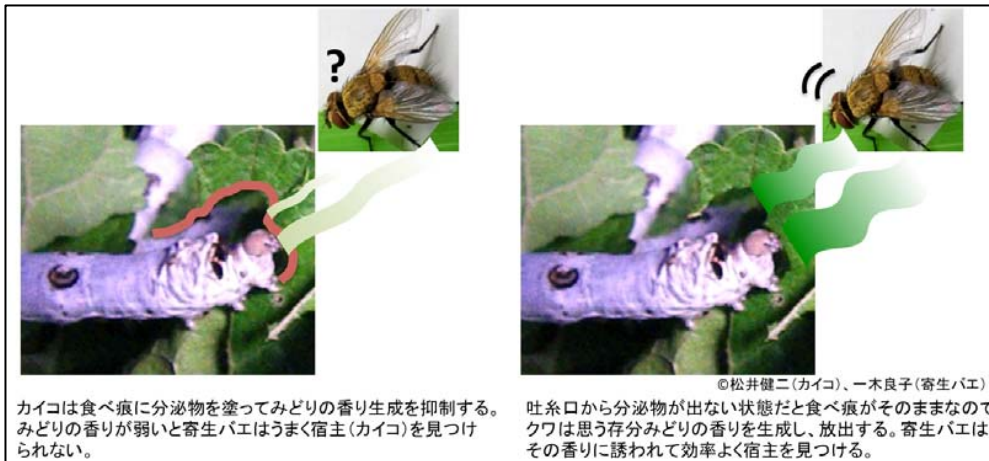 ?
©松井健二(カイコ)、一木良子(寄生バエ)
カイコは食べ痕に分泌物を塗ってみどりの香り生成を抑制する。
みどりの香りが弱いと寄生バエはうまく宿主(カイコ)を見つけ
られない。
吐糸口から分泌物が出ない状態だと食べ痕がそのままなので
クワは思う存分みどりの香りを生成し、放出する。寄生バエは
その香りに誘われて効率よく宿主を見つける。